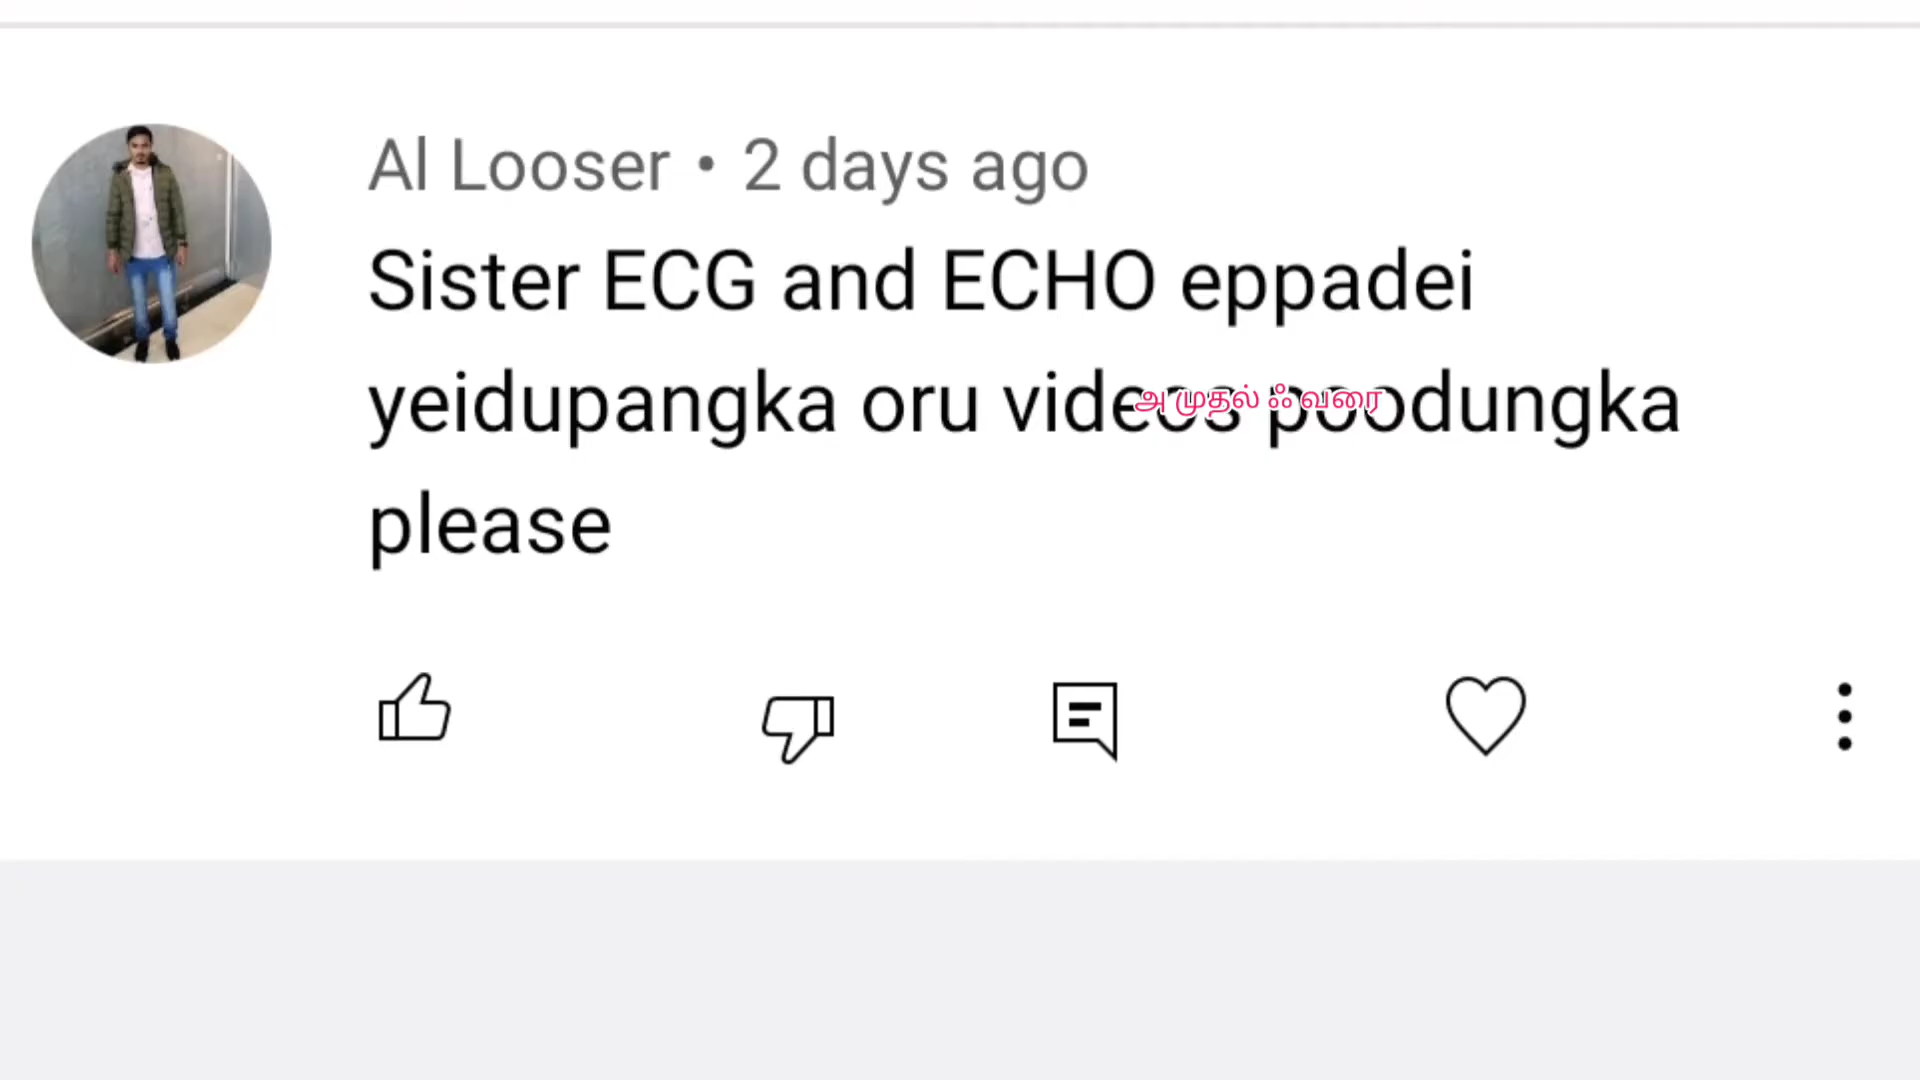 Al Looser • 2 days ago
Sister ECG and ECHO eppadei
yeidupangka oru videos poodungka
அ முதல் ஃ வரை
please